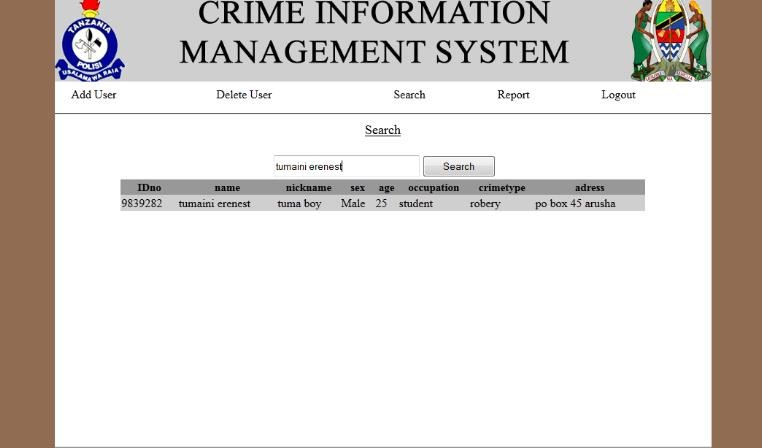 CRIME INFORMATION
MANAGEMENT SYSTEM
TANZANIA
POLISI
USALAMA WA RAIA
Add User Delete User Search Report Logout
Search
tumaini erenest Search
IDno name nickname sex age occupation crimetype adress
9839282 tumaini erenest tuma boy Male 25 student robery po box 45 arusha